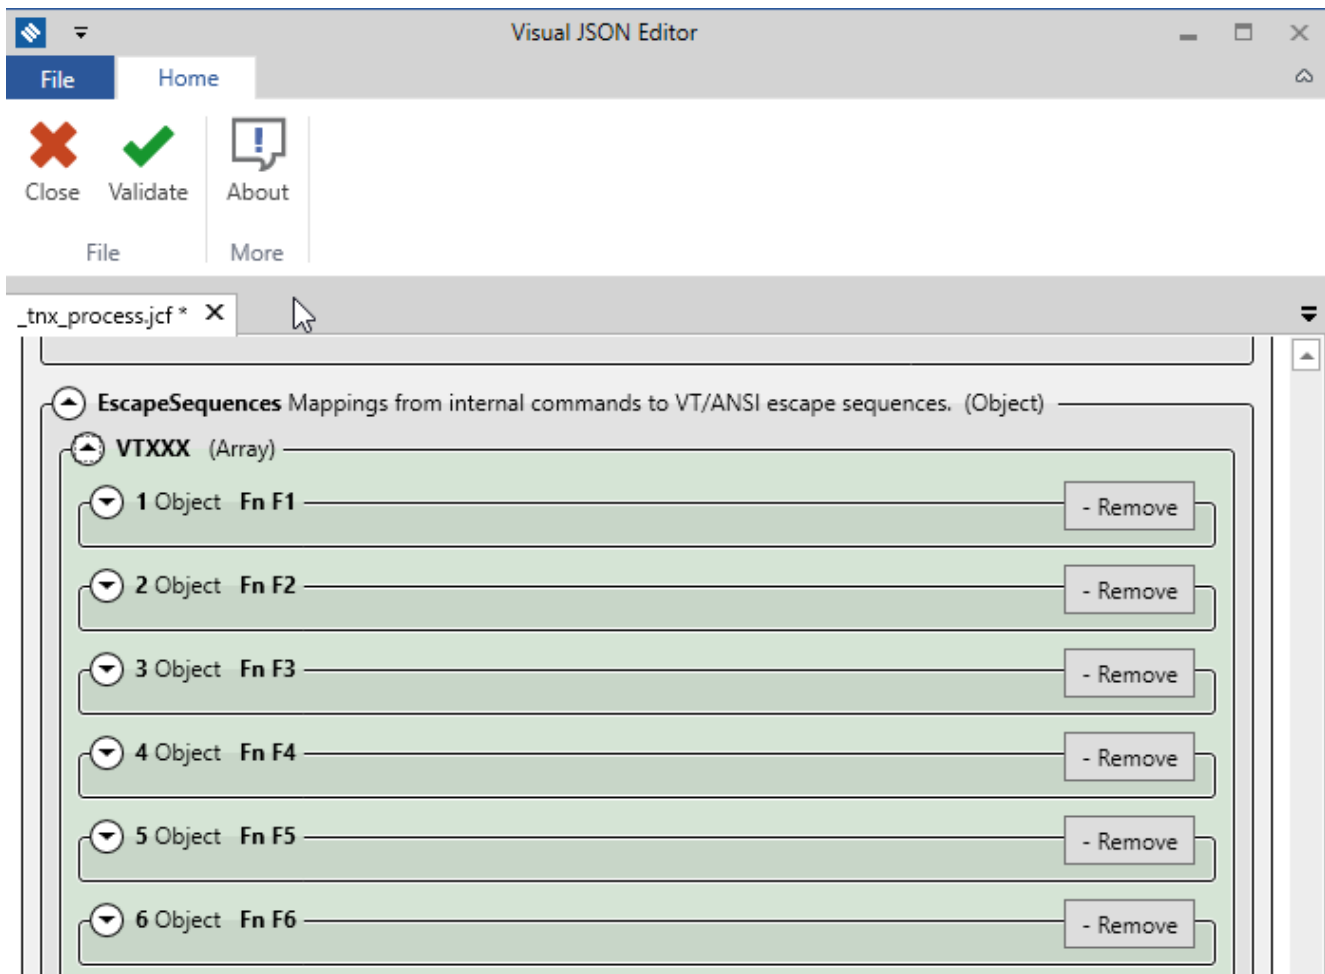 Visual JSON Editor
File Home
Close Validate About
File More
_tnx_process.jcf * X
EscapeSequences Mappings from internal commands to VT/ANSI escape sequences. (Object)
VTXXX (Array)
1 Object Fn F1 - Remove
2 Object Fn F2 - Remove
3 Object Fn F3 - Remove
4 Object Fn F4 - Remove
5 Object Fn F5 - Remove
6 Object Fn F6 - Remove